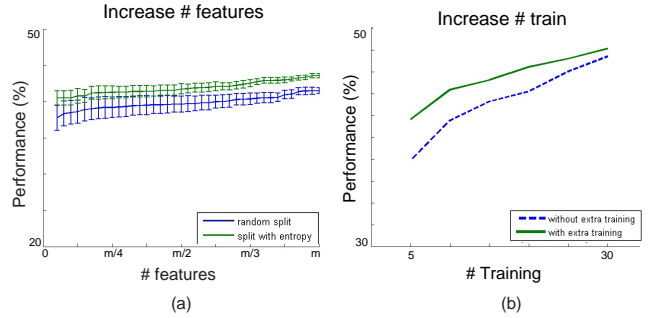 Increase # features
50
Performance (%)
20
0
m/4
m/2
m/3
m
# features
random split
split with entropy
(a)
Increase # train
50
Performance (%)
30
5
30
# Training
without extra training
with extra training
(b)